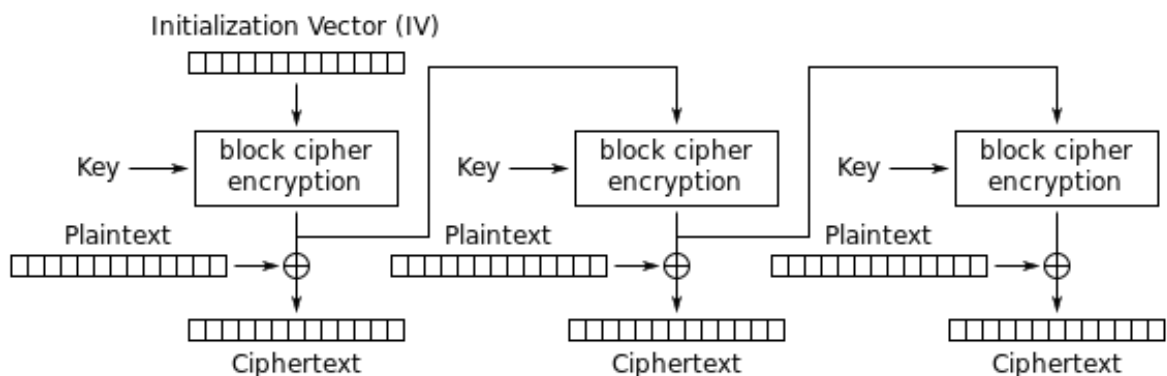 Initialization Vector (IV)
Key
block cipher
encryption
Key
block cipher
encryption
Key
block cipher
encryption
Plaintext
Plaintext
Plaintext
Ciphertext
Ciphertext
Ciphertext